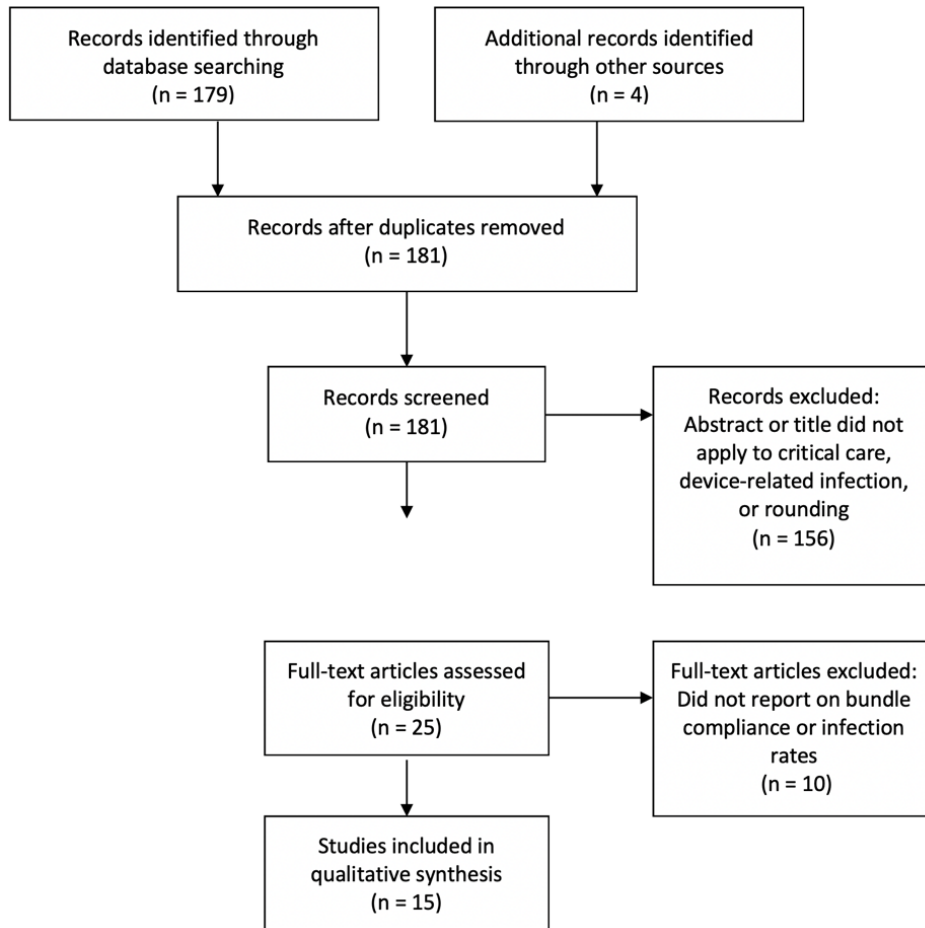 Records identified through
database searching
(n = 179)
Additional records identified
through other sources
(n = 4)
Records after duplicates removed
(n = 181)
Records screened
(n = 181)
Records excluded:
Abstract or title did not
apply to critical care,
device-related infection,
or rounding
(n = 156)
Full-text articles assessed
for eligibility
(n = 25)
Full-text articles excluded:
Did not report on bundle
compliance or infection
rates
(n = 10)
Studies included in
qualitative synthesis
(n = 15)